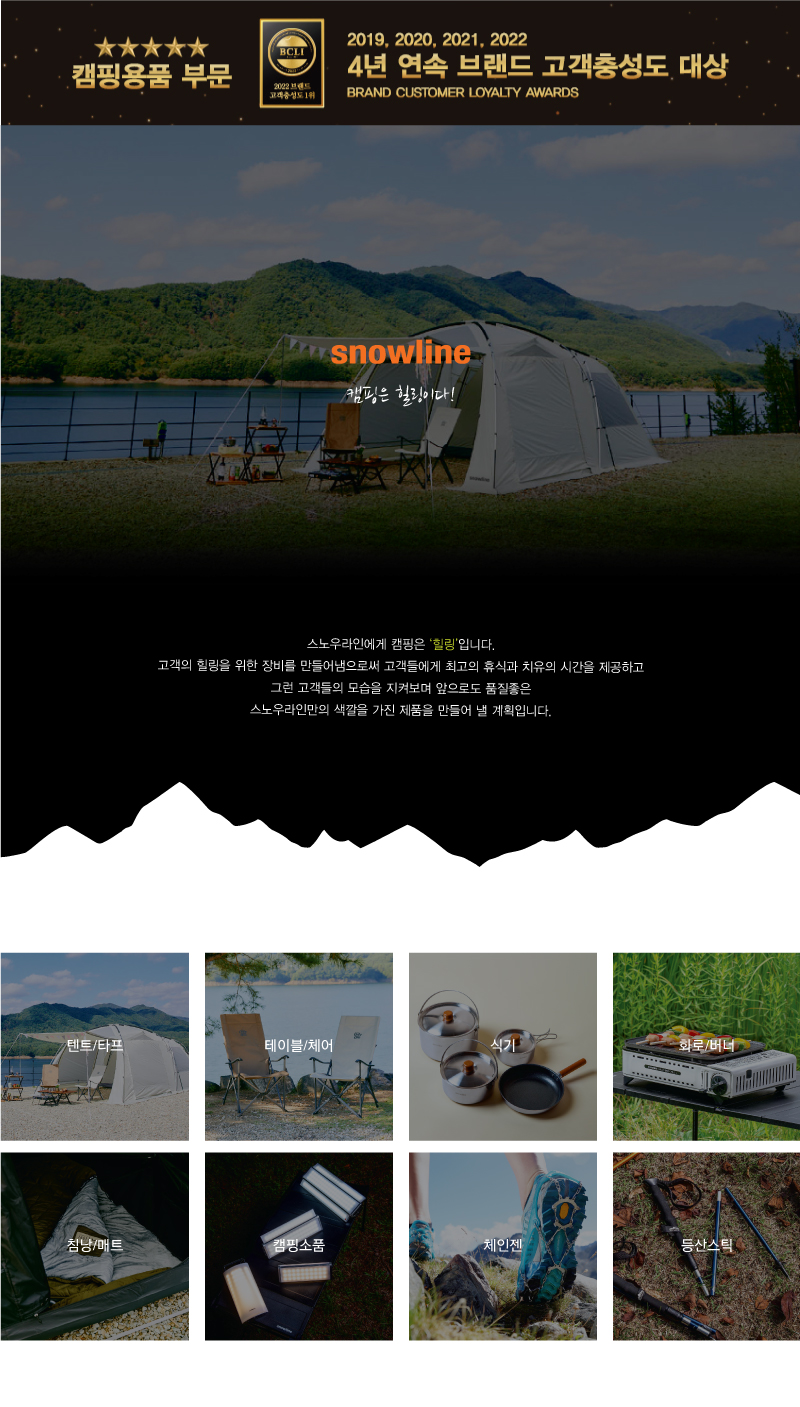 캠핑용품 부문
BCLI
2022 브랜드
고객충성도 1위
2019, 2020, 2021, 2022
4년 연속 브랜드 고객충성도 대상
BRAND CUSTOMER LOYALTY AWARDS
snowline
캠핑은 힐링이다!
스노우라인에게 캠핑은 '힐링'입니다.
고객의 힐링을 위한 장비를 만들어냄으로써 고객들에게 최고의 휴식과 치유의 시간을 제공하고
그런 고객들의 모습을 지켜보며 앞으로도 품질좋은
스노우라인만의 색깔을 가진 제품을 만들어 낼 계획입니다.
텐트/타프
테이블/체어
식기
화로/버너
침낭/매트
캠핑소품
체인젠
등산스틱